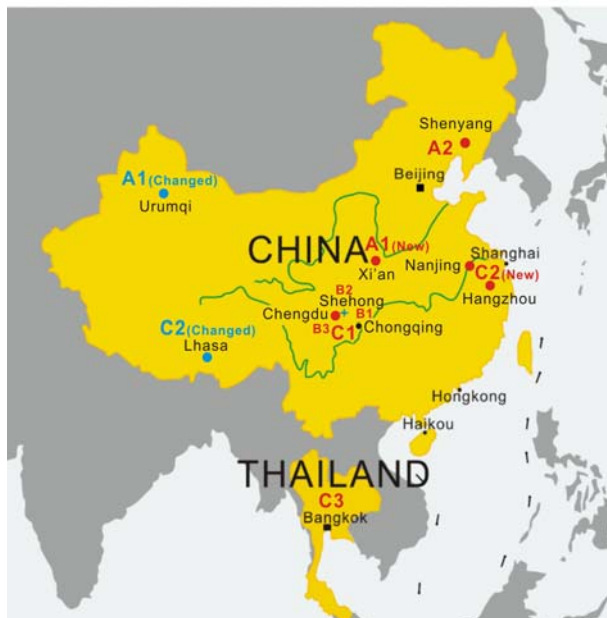 Shenyang
A2
Beijing
A1(Changed)
Urumqi
CHINA
A1(New)
Xi'an
Nanjing
Shanghai
C2(New)
Hangzhou
B2
Shehong
Chengdu
B1
B3
C1
Chongqing
C2(Changed)
Lhasa
Hongkong
Haikou
THAILAND
C3
Bangkok